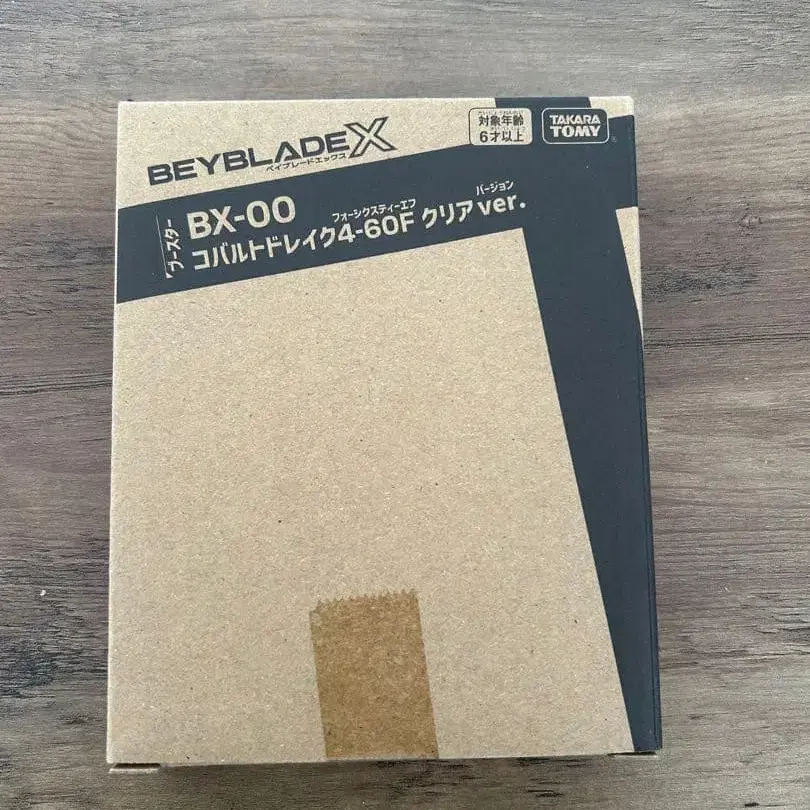 BEYBLADE X
ベイブレードエックス
対象年齢
6才以上
TAKARA
TOMY
ブースター
BX-00
フォーシクスティーエフ
バージョン
コバルトドレイク4-60F クリアver.